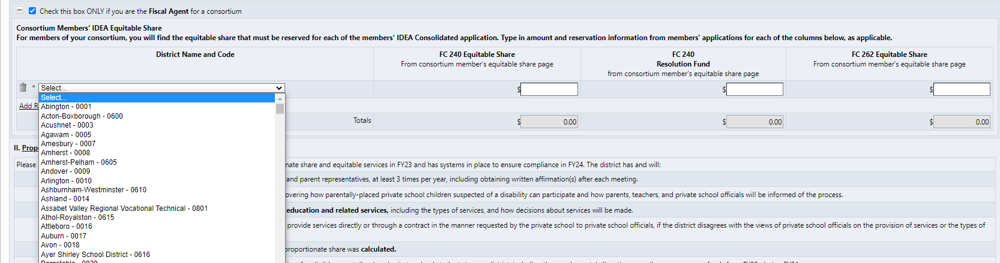 Check this box ONLY if you are the Fiscal Agent for a consortium
Consortium Members' IDEA Equitable Share
For members of your consortium, you will find the equitable share that must be reserved for each of the members' IDEA Consolidated application. Type in amount and reservation information from members' applications for each of the columns below, as applicable.
District Name and Code
FC 240 Equitable Share
From consortium member's equitable share page
FC 240
Resolution Fund
from consortium member's equitable share page
FC 262 Equitable Share
From consortium member's equitable share page
* Select...
$
$
$
Select...
Add R
Abington - 0001
Acton-Boxborough - 0600
Acushnet - 0003
Totals
$ 0.00
$ 0.00
$ 0.00
Agawam - 0005
Amesbury - 0007
II. Prop
Amherst - 0008
Amherst-Pelham - 0605
Please
nate share and equitable services in FY23 and has systems in place to ensure compliance in FY24. The district has and will:
Andover - 0009
Arlington - 0010
and parent representatives, at least 3 times per year, including obtaining written affirmation(s) after each meeting.
Ashburnham-Westminster - 0610
Ashland - 0014
overing how parentally-placed private school children suspected of a disability can participate and how parents, teachers, and private school officials will be informed of the process.
Assabet Valley Regional Vocational Technical - 0801
education and related services, including the types of services, and how decisions about services will be made.
Athol-Royalston - 0615
Attleboro - 0016
provide services directly or through a contract in the manner requested by the private school to private school officials, if the district disagrees with the views of private school officials on the provision of services or the types of
Auburn - 0017
Avon - 0018
proportionate share was calculated.
Ayer Shirley School District - 0616